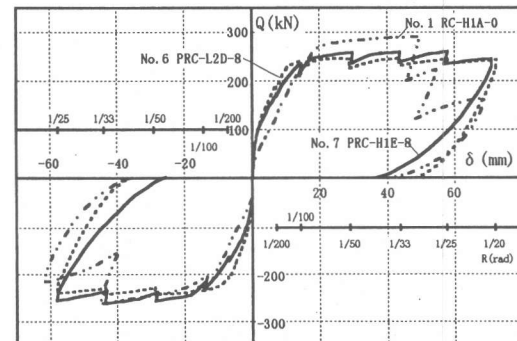 300 Q(kN) No.1 RC-H1A-0
No.6 PRC-L2D-8
200
1/25 1/33 1/50 1/200
100
1/100
No.7 PRC-H1E-8
δ (mm)
-60 -40 -20 0 20 40 60
1/100
1/200 1/50 1/33 1/25 1/20
R(rad)
-200
-300